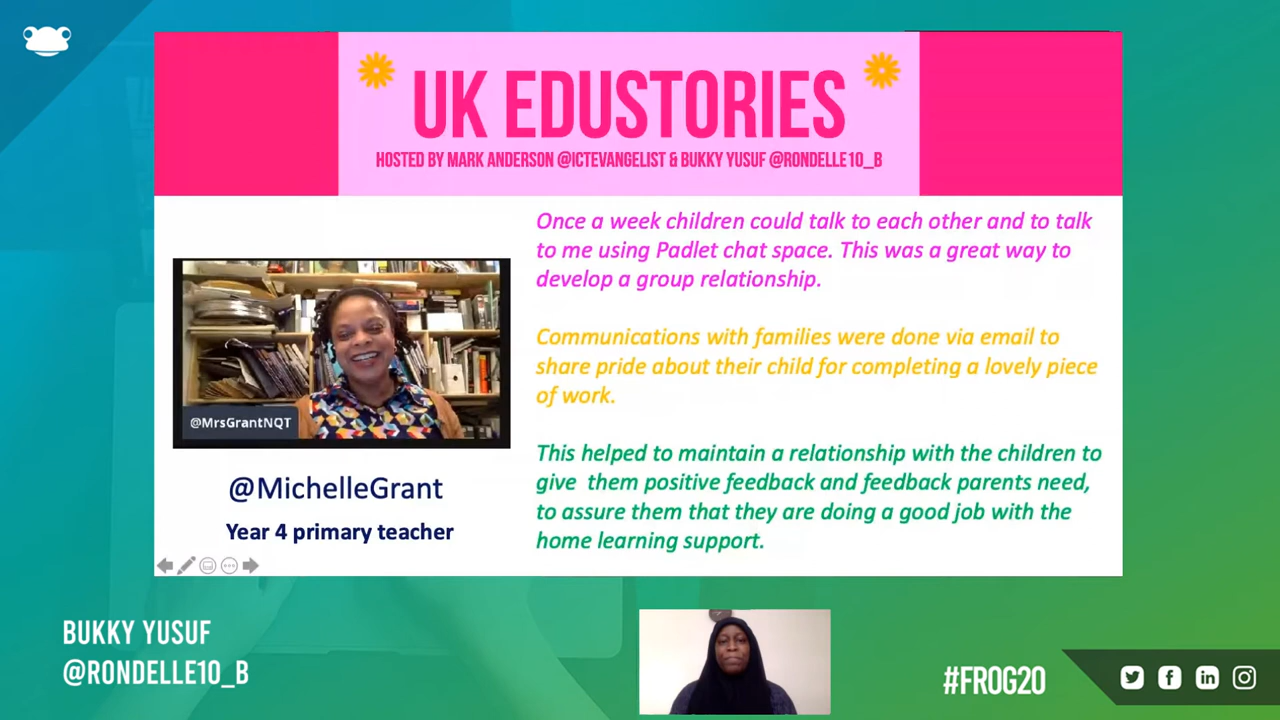 UK EDUSTORIES
HOSTED BY MARK ANDERSON @ICTEVANGELIST & BUKKY YUSUF @RONDELLE10_B
Once a week children could talk to each other and to talk
to me using Padlet chat space. This was a great way to
develop a group relationship.
Communications with families were done via email to
share pride about their child for completing a lovely piece
of work.
This helped to maintain a relationship with the children to
give them positive feedback and feedback parents need,
to assure them that they are doing a good job with the
home learning support.
@MrsGrantNQT
@MichelleGrant
Year 4 primary teacher
BUKKY YUSUF
@RONDELLE10_B
#FROG20